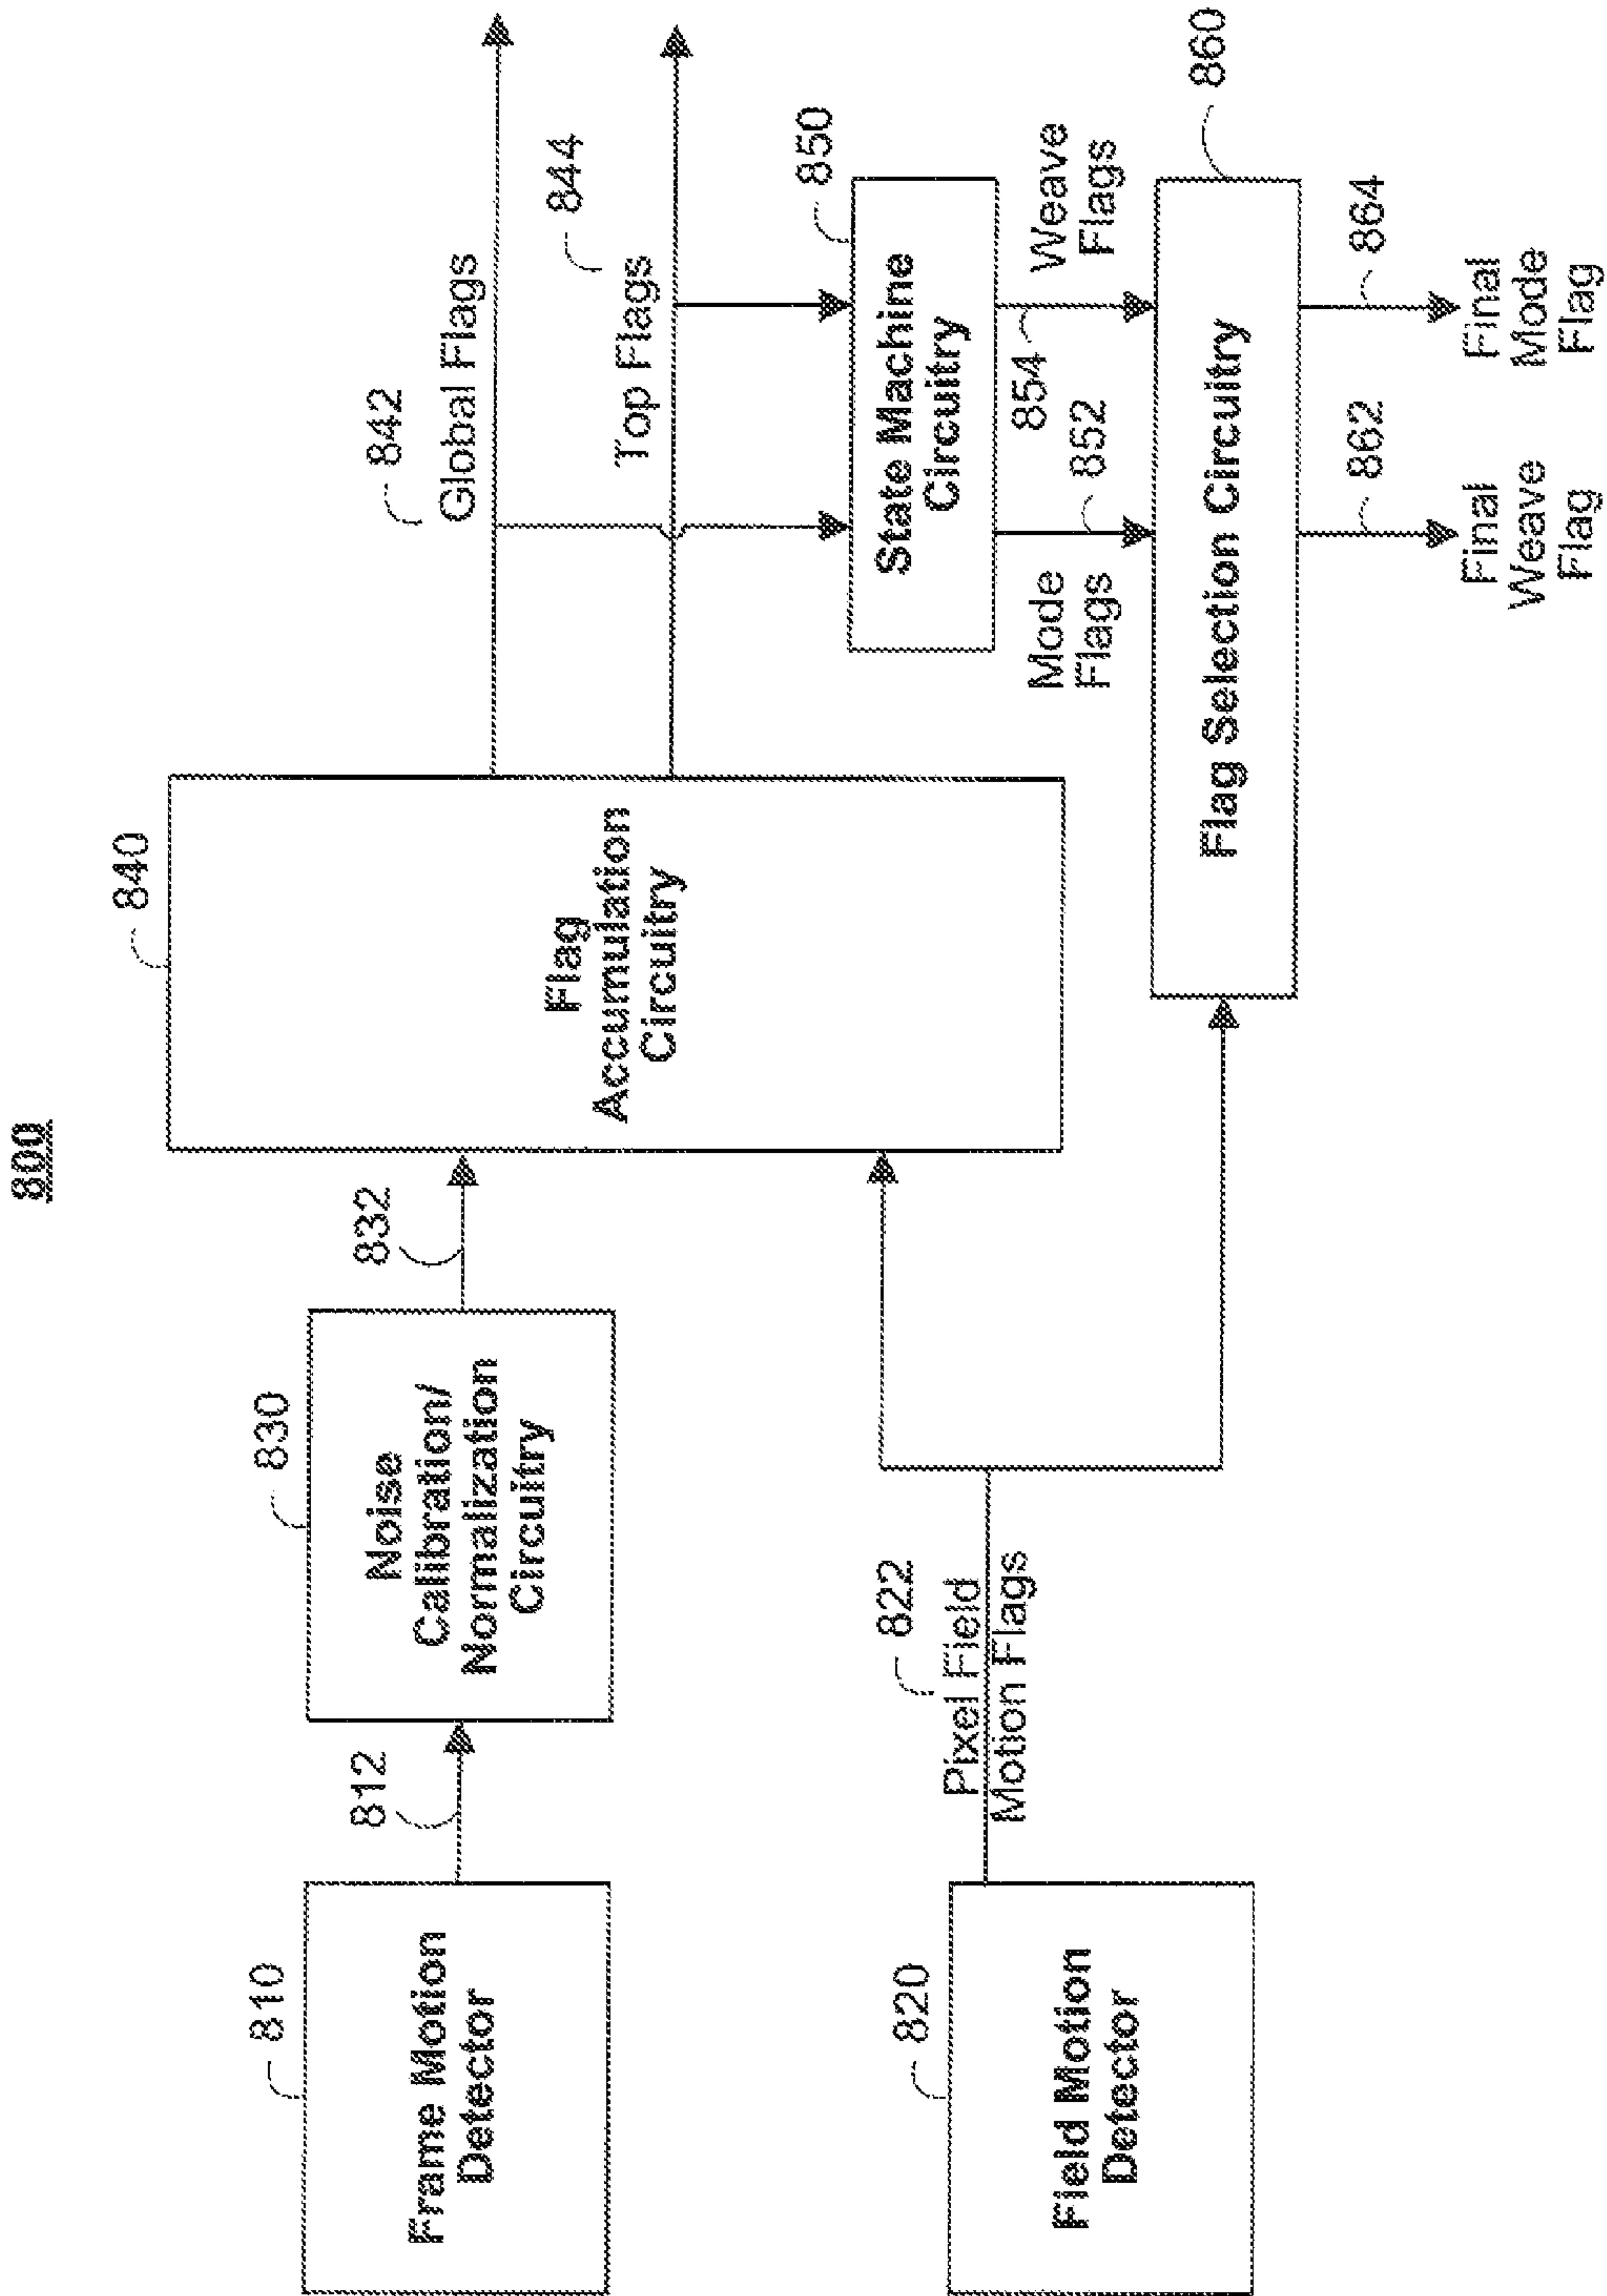 800
810
Frame Motion
Detector
812
830
Noise
Calibration/
Normalization
Circuitry
832
840
Flag
Accumulation
Circuitry
842
Global Flags
844
Top Flags
820
Field Motion
Detector
822
Pixel Field
Motion Flags
850
State Machine
Circuitry
Mode
Flags
852
854
Weave
Flags
860
Flag Selection Circuitry
862
864
Final
Weave
Flag
Final
Mode
Flag